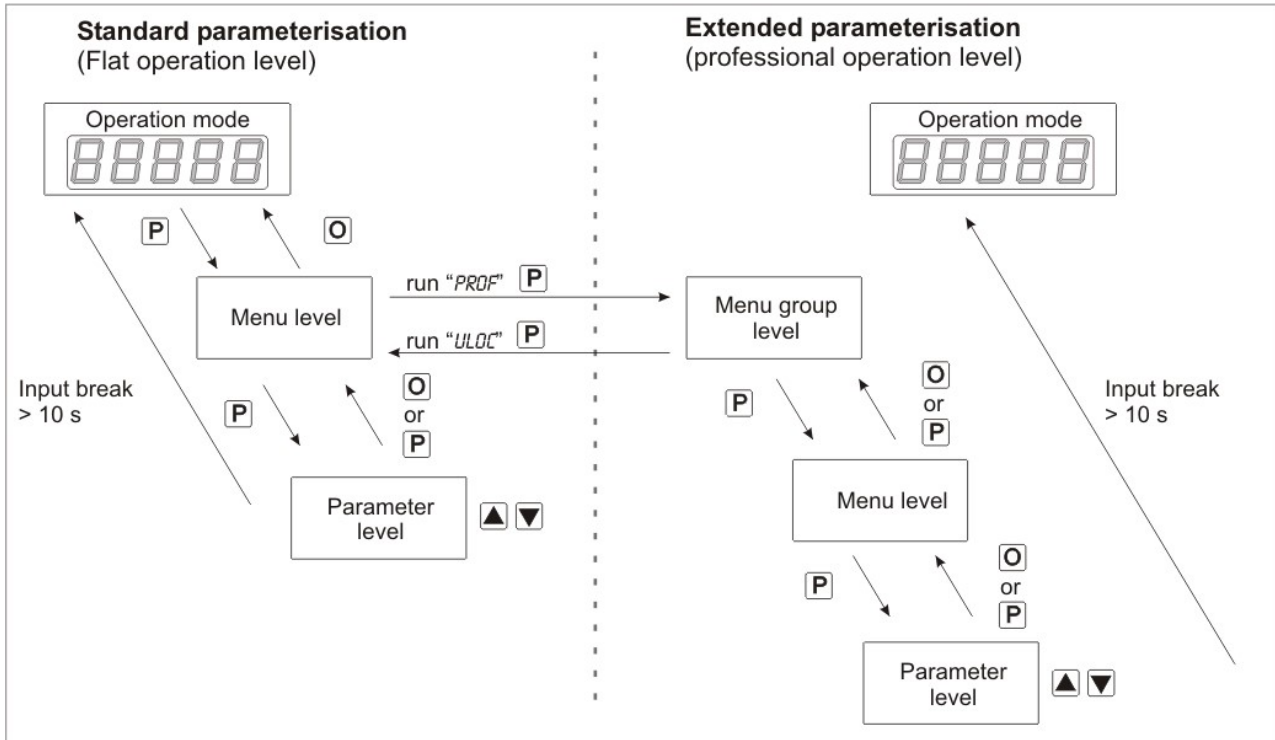 Standard parameterisation
(Flat operation level)
Extended parameterisation
(professional operation level)
Operation mode
88888
P
O
Menu level
run “PROF” P
run “ULOC” P
Input break
> 10 s
P
O
or
P
Parameter
level
▲ ▼
Operation mode
88888
Menu group
level
P
O
or
P
Input break
> 10 s
Menu level
P
O
or
P
Parameter
level
▲ ▼